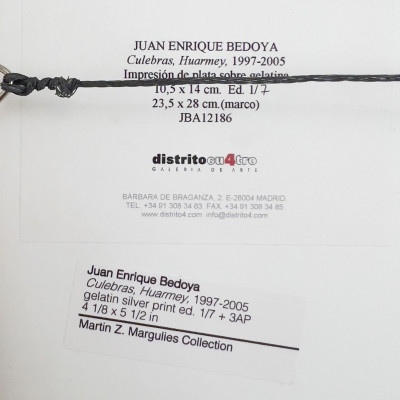 JUAN ENRIQUE BEDOYA
Culebras, Huarmey, 1997-2005
Impresión de plata sobre gelatina
10,5 x 14 cm. Ed. 1/7
23,5 x 28 cm.(marco)
JBA12186
distritocu4tro
GALERÍA DE ARTE
BÁRBARA DE BRAGANZA, 2. E-28004 MADRID.
TEL. +34 91 308 34 63 FAX. +34 91 308 34 65
www.distrito4.com info@distrito4.com
Juan Enrique Bedoya
Culebras, Huarmey, 1997-2005
gelatin silver print ed. 1/7 + 3AP
4 1/8 x 5 1/2 in
Martin Z. Margulies Collection